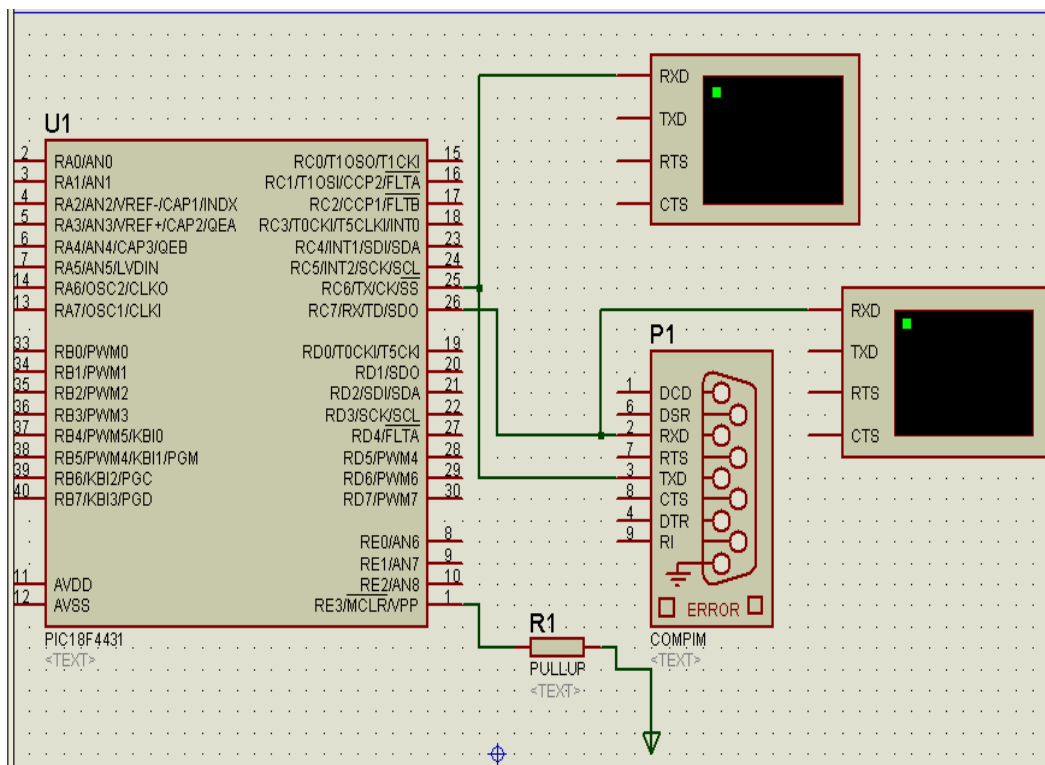 U1
2 RA0/AN0
3 RA1/AN1
4 RA2/AN2/VREF-/CAP1/INDX
5 RA3/AN3/VREF+/CAP2/QEA
6 RA4/AN4/CAP3/QEB
7 RA5/AN5/LVDIN
14 RA6/OSC2/CLKO
13 RA7/OSC1/CLKI
33 RB0/PWM0
34 RB1/PWM1
35 RB2/PWM2
36 RB3/PWM3
37 RB4/PWM5/KBI0
38 RB5/PWM4/KBI1/PGM
39 RB6/KBI2/PGC
40 RB7/KBI3/PGD
11 AVDD
12 AVSS
RC0/T1OSO/T1CKI 15
RC1/T1OSI/CCP2/FLTA 16
RC2/CCP1/FLTB 17
RC3/T0CKI/T5CLKI/INT0 18
RC4/INT1/SDI/SDA 23
RC5/INT2/SCK/SCL 24
RC6/TX/CK/SS 25
RC7/RX/TD/SDO 26
RD0/T0CKI/T5CKI 19
RD1/SDO 20
RD2/SDI/SDA 21
RD3/SCK/SCL 22
RD4/FLTA 27
RD5/PWM4 28
RD6/PWM6 29
RD7/PWM7 30
RE0/AN6 8
RE1/AN7 9
RE2/AN8 10
RE3/MCLR/VPP 1
PIC18F4431
<TEXT>
RXD
TXD
RTS
CTS
RXD
TXD
RTS
CTS
P1
1 DCD
6 DSR
2 RXD
7 RTS
3 TXD
8 CTS
4 DTR
9 RI
ERROR
COMPIM
<TEXT>
R1
PULLUP
<TEXT>